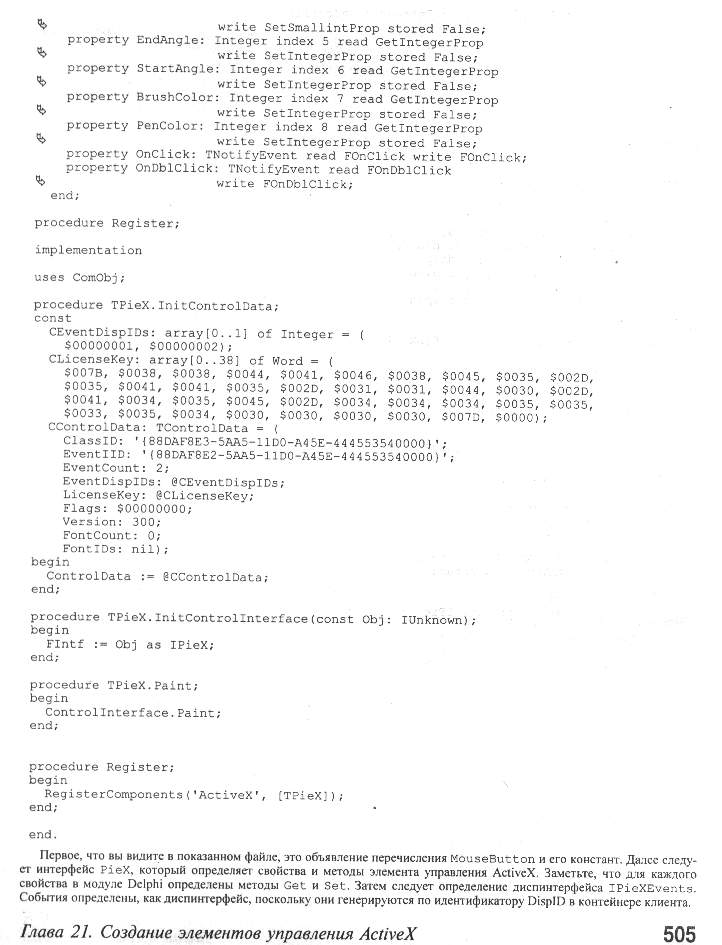 write SetSmallintProp stored False;
property EndAngle: Integer index 5 read GetIntegerProp
write SetIntegerProp stored False;
property StartAngle: Integer index 6 read GetIntegerProp
write SetIntegerProp stored False;
property BrushColor: Integer index 7 read GetIntegerProp
write SetIntegerProp stored False;
property PenColor: Integer index 8 read GetIntegerProp
write SetIntegerProp stored False;
property OnClick: TNotifyEvent read FOnClick write FOnClick;
property OnDblClick: TNotifyEvent read FOnDblClick
write FOnDblClick;
end;
procedure Register;
implementation
uses ComObj;
procedure TPieX.InitControlData;
const
CEventDispIDs: array[0..1] of Integer = (
$00000001, $00000002);
CLicenseKey: array[0..38] of Word = (
$007B, $0038, $0038, $0044, $0041, $0046, $0038, $0045, $0035, $002D,
$0035, $0041, $0041, $0035, $002D, $0031, $0031, $0044, $0030, $002D,
$0041, $0034, $0035, $0045, $002D, $0034, $0034, $0034, $0035, $0035,
$0033, $0035, $0034, $0030, $0030, $0030, $0030, $007D, $0000);
CControlData: TControlData = (
ClassID: '{88DAF8E3-5AA5-11D0-A45E-444553540000}';
EventIID: '{88DAF8E2-5AA5-11D0-A45E-444553540000}';
EventCount: 2;
EventDispIDs: @CEventDispIDs;
LicenseKey: @CLicenseKey;
Flags: $00000000;
Version: 300;
FontCount: 0;
FontIDs: nil);
begin
ControlData := @CControlData;
end;
procedure TPieX.InitControlInterface(const Obj: IUnknown);
begin
FIntf := Obj as IPieX;
end;
procedure TPieX.Paint;
begin
ControlInterface.Paint;
end;
procedure Register;
begin
RegisterComponents('ActiveX', [TPieX]);
end;
end.
Первое, что вы видите в показанном файле, это объявление перечисления MouseButton и его констант. Далее следу-
ет интерфейс PieX, который определяет свойства и методы элемента управления ActiveX. Заметьте, что для каждого
свойства в модуле Delphi определены методы Get и Set. Затем следует определение диспинтерфейса IPieXEvents.
События определены, как диспинтерфейс, поскольку они генерируются по идентификатору DispID в контейнере клиента.
Глава 21. Создание элементов управления ActiveX 505